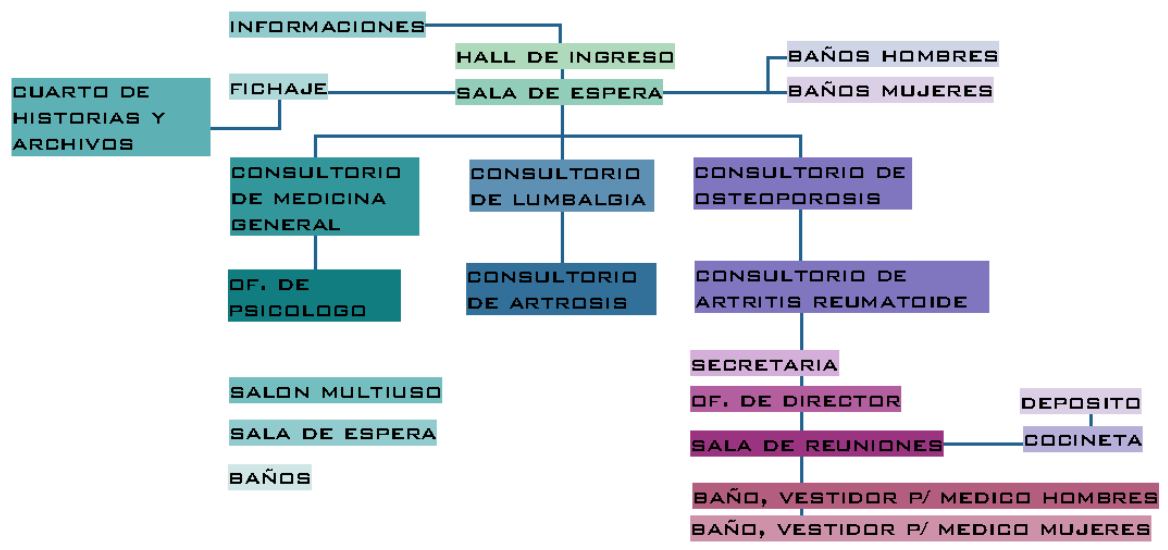 INFORMACIONES
HALL DE INGRESO
BAÑOS HOMBRES
CUARTO DE
HISTORIAS Y
ARCHIVOS
FICHAJE
SALA DE ESPERA
BAÑOS MUJERES
CONSULTORIO
DE MEDICINA
GENERAL
CONSULTORIO
DE LUMBALGIA
CONSULTORIO DE
OSTEOPOROSIS
OF. DE
PSICOLOGO
CONSULTORIO
DE ARTROSIS
CONSULTORIO DE
ARTRITIS REUMATOIDE
SECRETARIA
SALON MULTIUSO
OF. DE DIRECTOR
DEPOSITO
SALA DE ESPERA
SALA DE REUNIONES
COCINETA
BAÑOS
BAÑO, VESTIDOR P/ MEDICO HOMBRES
BAÑO, VESTIDOR P/ MEDICO MUJERES